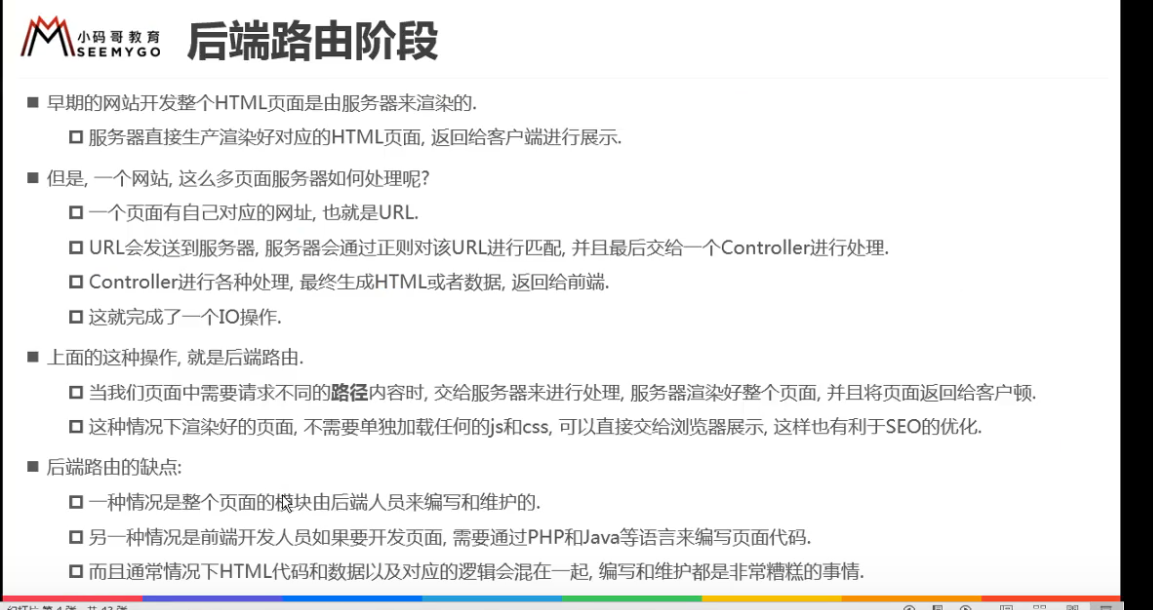 小码哥教育
SEEMYGO
后端路由阶段
早期的网站开发整个HTML页面是由服务器来渲染的.
服务器直接生产渲染好对应的HTML页面, 返回给客户端进行展示.
但是, 一个网站, 这么多页面服务器如何处理呢?
一个页面有自己对应的网址, 也就是URL.
URL会发送到服务器, 服务器会通过正则对该URL进行匹配, 并且最后交给一个Controller进行处理.
Controller进行各种处理, 最终生成HTML或者数据, 返回给前端.
这就完成了一个IO操作.
上面的这种操作, 就是后端路由.
当我们页面中需要请求不同的路径内容时, 交给服务器来进行处理, 服务器渲染好整个页面, 并且将页面返回给客户顿.
这种情况下渲染好的页面, 不需要单独加载任何的js和css, 可以直接交给浏览器展示, 这样也有利于SEO的优化.
后端路由的缺点:
一种情况是整个页面的模块由后端人员来编写和维护的.
另一种情况是前端开发人员如果要开发页面, 需要通过PHP和Java等语言来编写页面代码.
而且通常情况下HTML代码和数据以及对应的逻辑会混在一起, 编写和维护都是非常糟糕的事情.